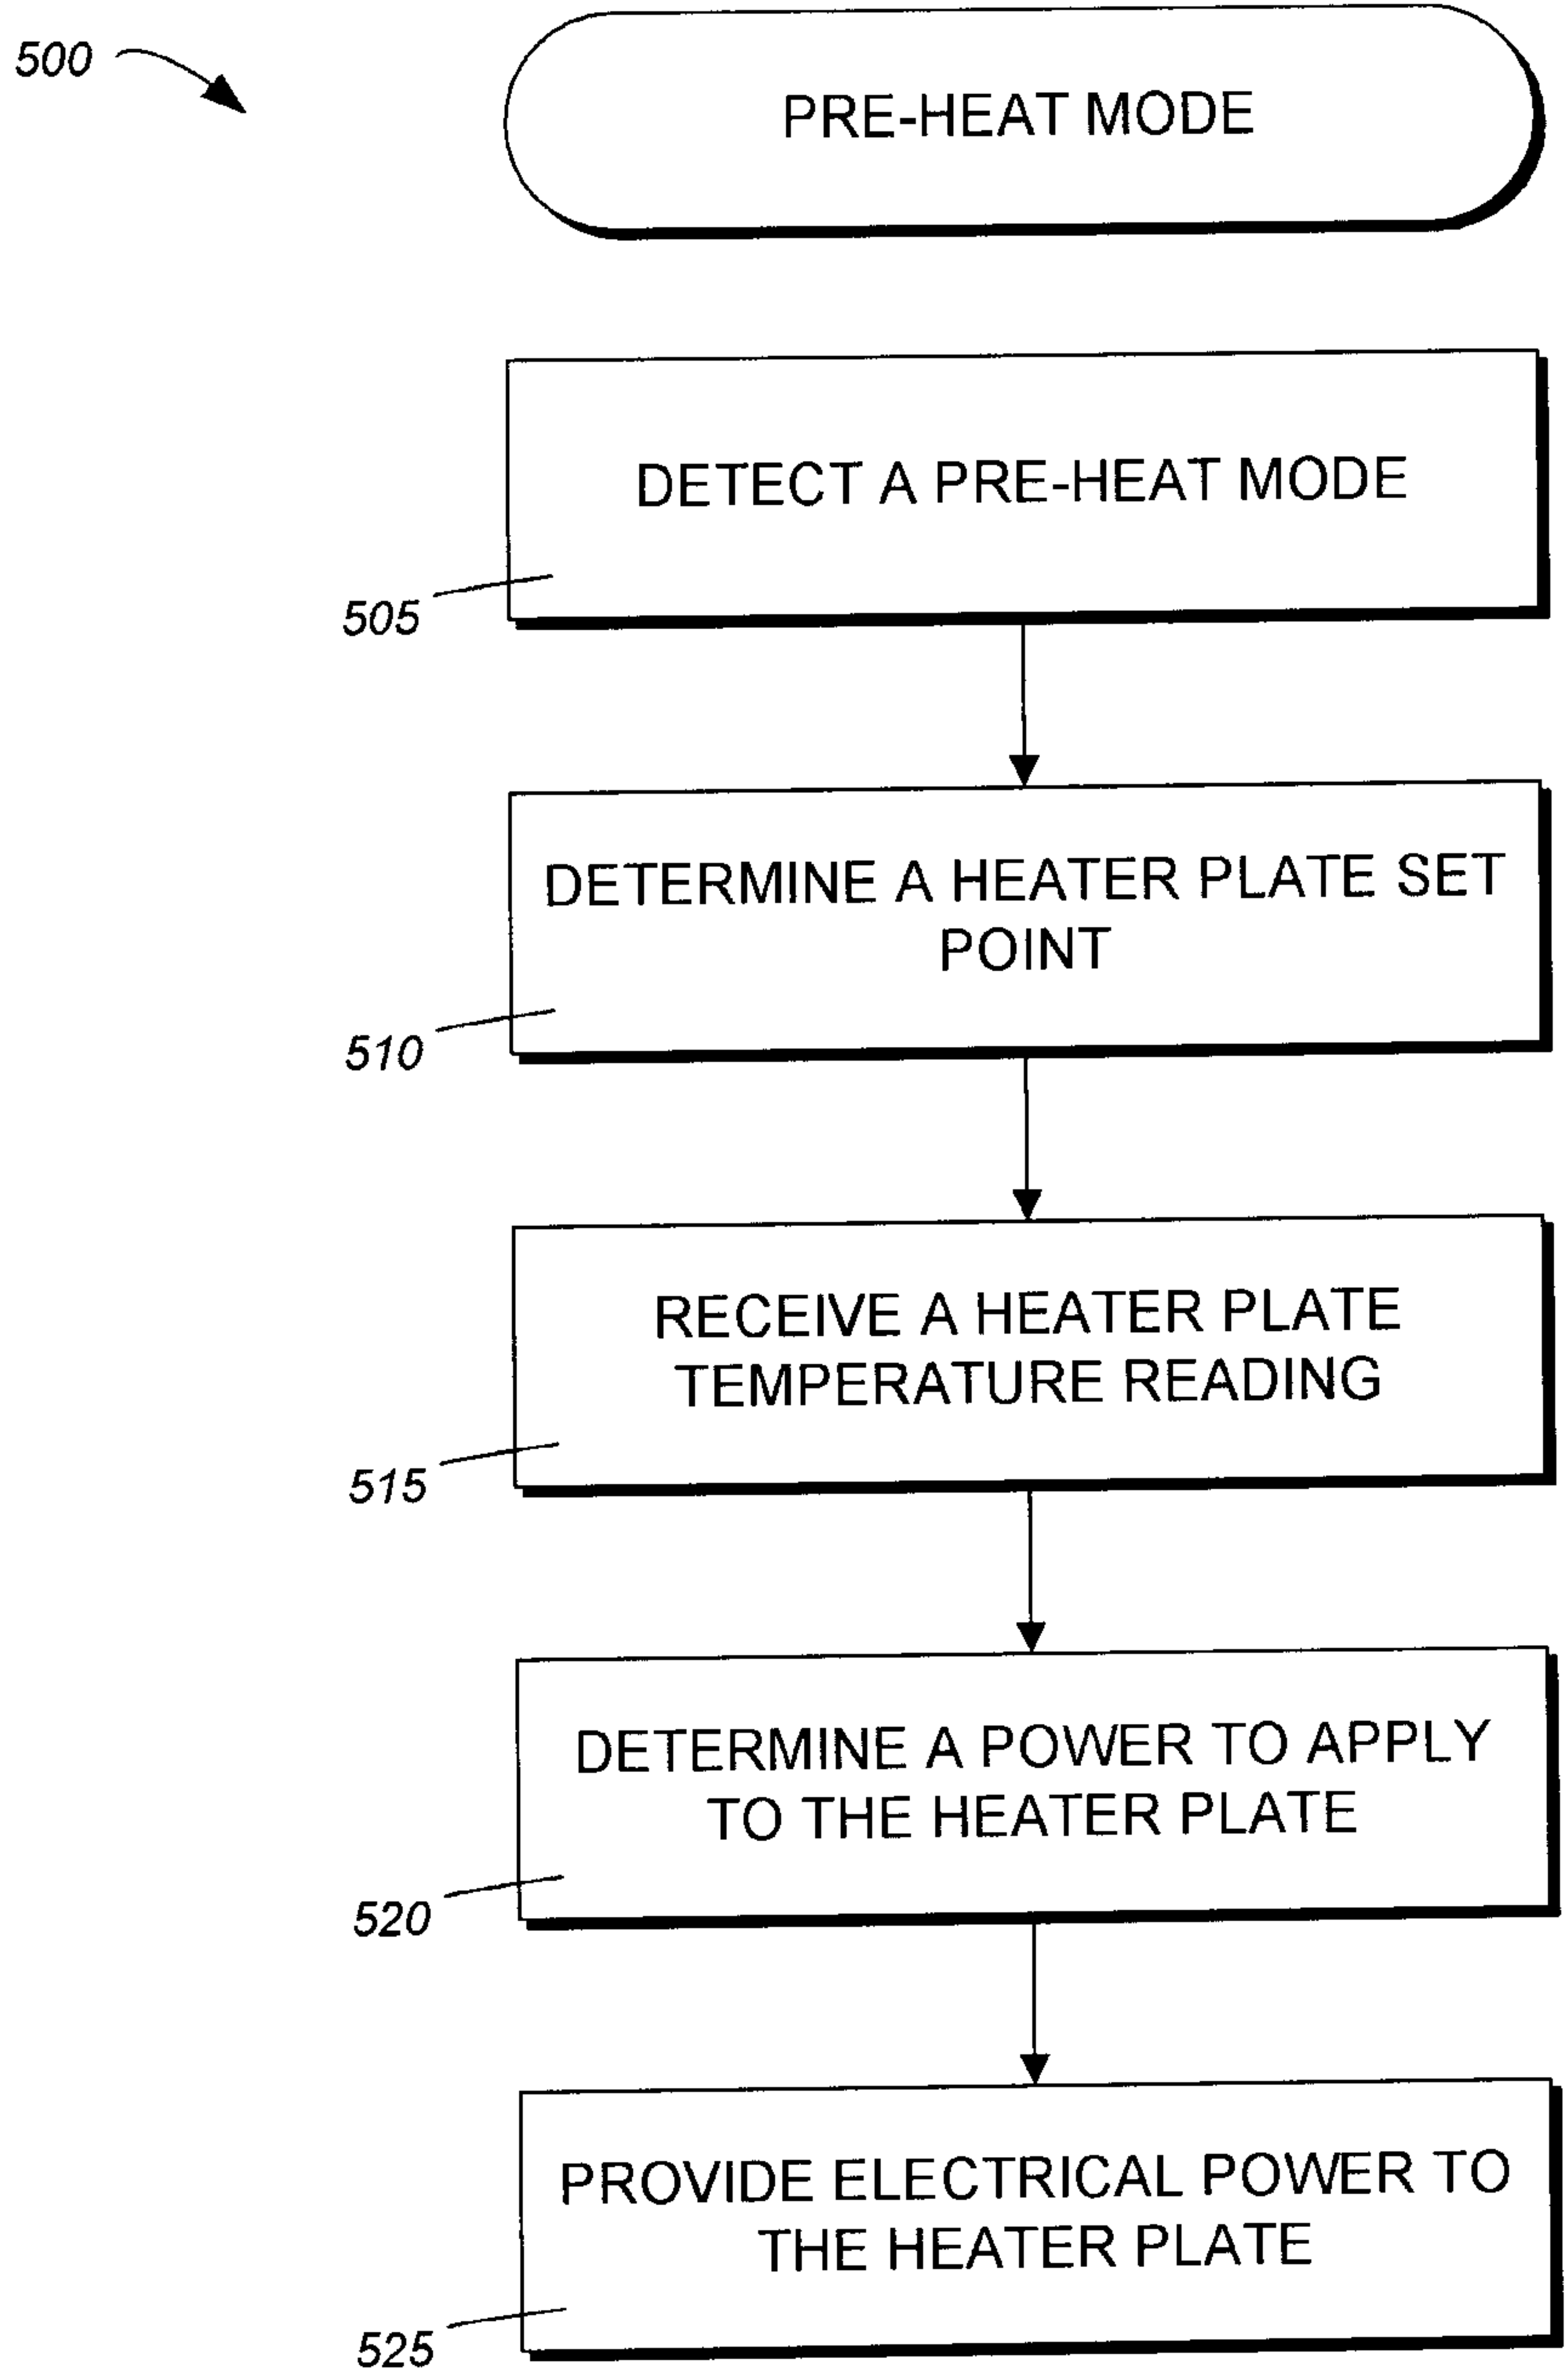 500
PRE-HEAT MODE
DETECT A PRE-HEAT MODE
505
DETERMINE A HEATER PLATE SET
POINT
510
RECEIVE A HEATER PLATE
TEMPERATURE READING
515
DETERMINE A POWER TO APPLY
TO THE HEATER PLATE
520
PROVIDE ELECTRICAL POWER TO
THE HEATER PLATE
525